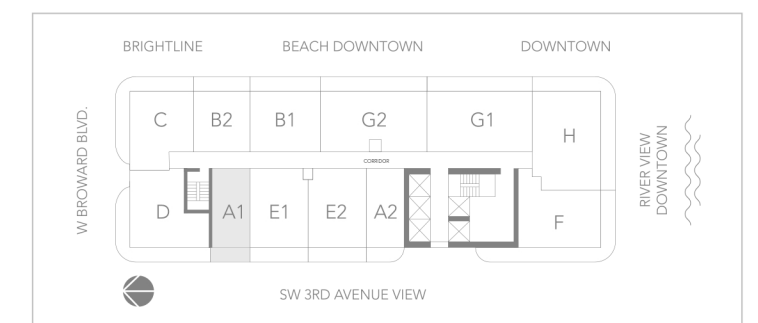 BRIGHTLINE BEACH DOWNTOWN DOWNTOWN
W BROWARD BLVD.
C B2 B1 G2 G1
H
CORRIDOR
RIVER VIEW
DOWNTOWN
D A1 E1 E2 A2
F
SW 3RD AVENUE VIEW